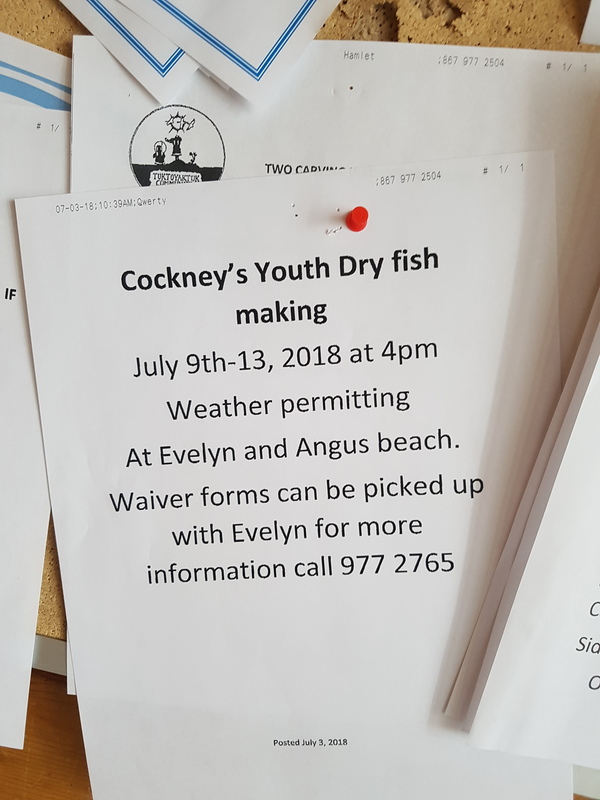 Hamlet ;867 977 2504 # 1/ 1
# 1/
TUKTOYAKTUK
TWO
;867 977 2504 # 1/ 1
07-03-18;10:39AM;Qwerty
IF
Cockney's Youth Dry fish
making
July 9th-13, 2018 at 4pm
Weather permitting
At Evelyn and Angus beach.
Waiver forms can be picked up
with Evelyn for more
information call 977 2765
Posted July 3, 2018
C
Sid
O